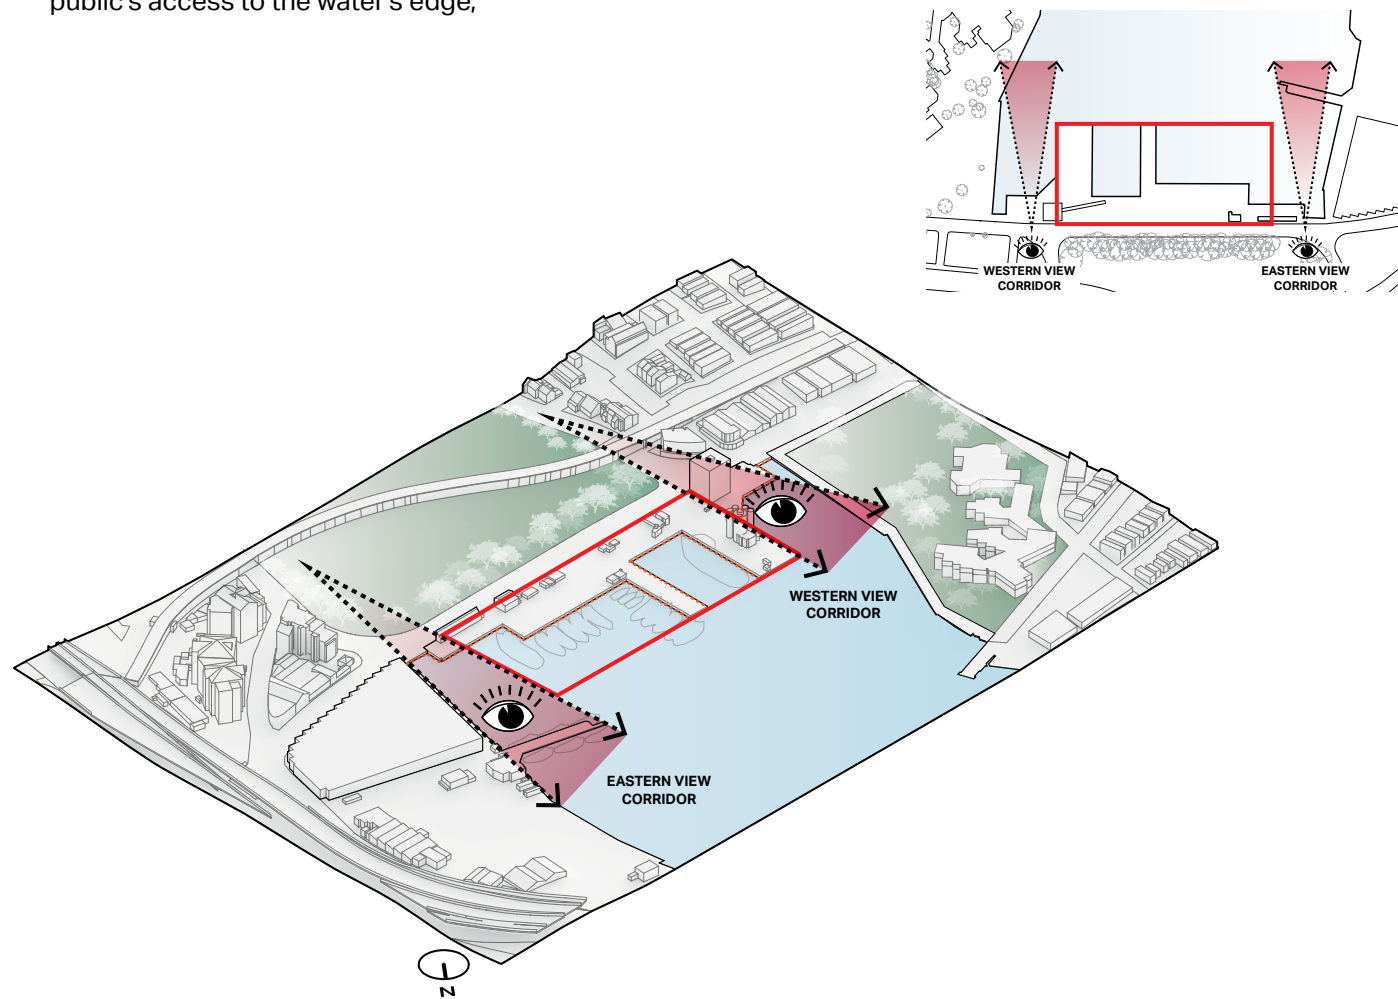 public's access to the water's edge,
WESTERN VIEW
CORRIDOR
EASTERN VIEW
CORRIDOR
WESTERN VIEW
CORRIDOR
EASTERN VIEW
CORRIDOR
N